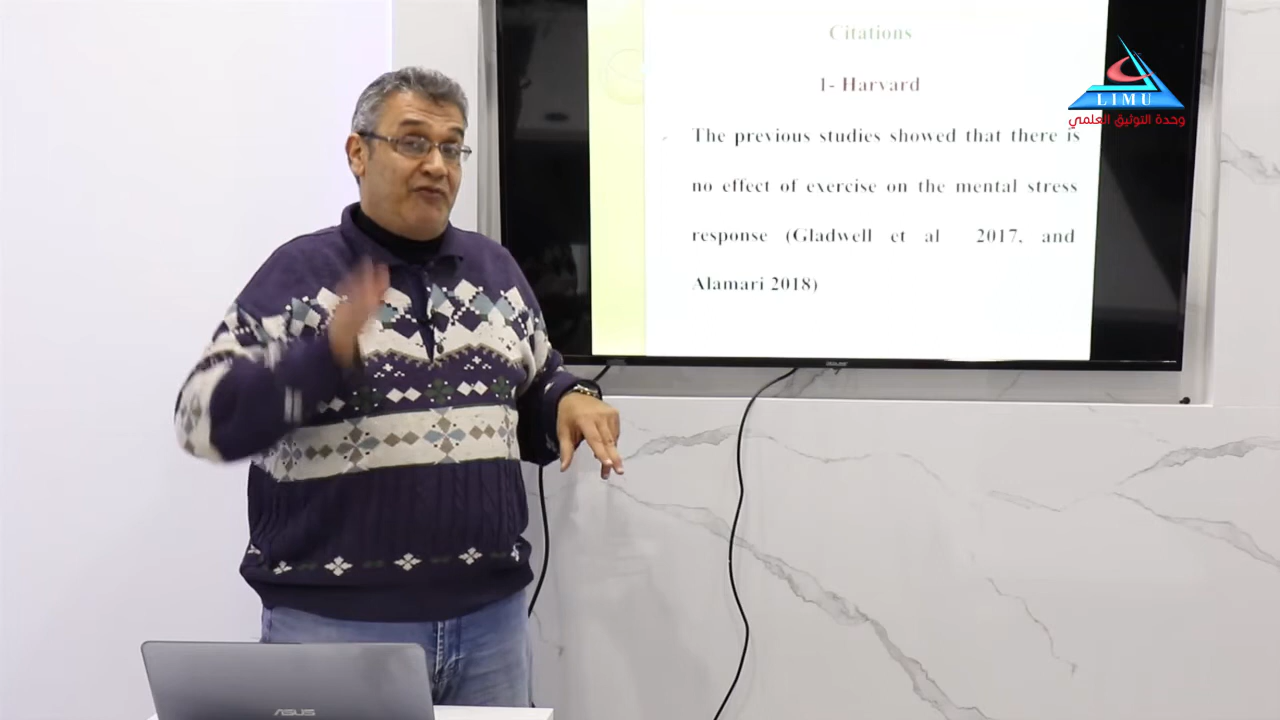 Citations
1- Harvard
- The previous studies showed that there is
no effect of exercise on the mental stress
response (Gladwell et al 2017, and
Alamari 2018)
LIMU
وحدة التوثيق العلمي
ASUS
ASUS